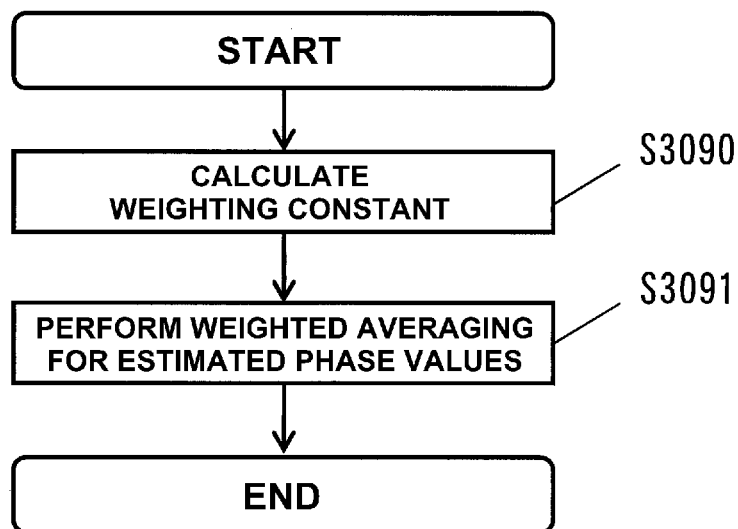 START
CALCULATE
WEIGHTING CONSTANT
S3090
PERFORM WEIGHTED AVERAGING
FOR ESTIMATED PHASE VALUES
S3091
END